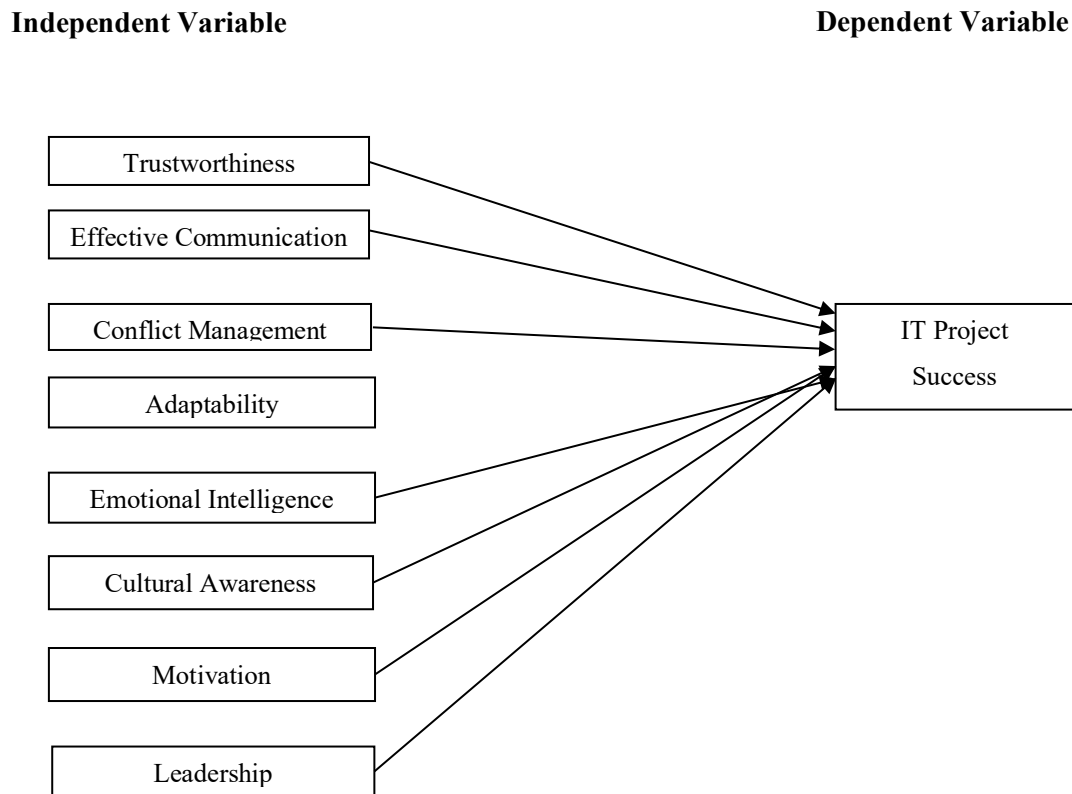 Independent Variable
Dependent Variable
Trustworthiness
Effective Communication
Conflict Management
Adaptability
Emotional Intelligence
Cultural Awareness
Motivation
Leadership
IT Project
Success